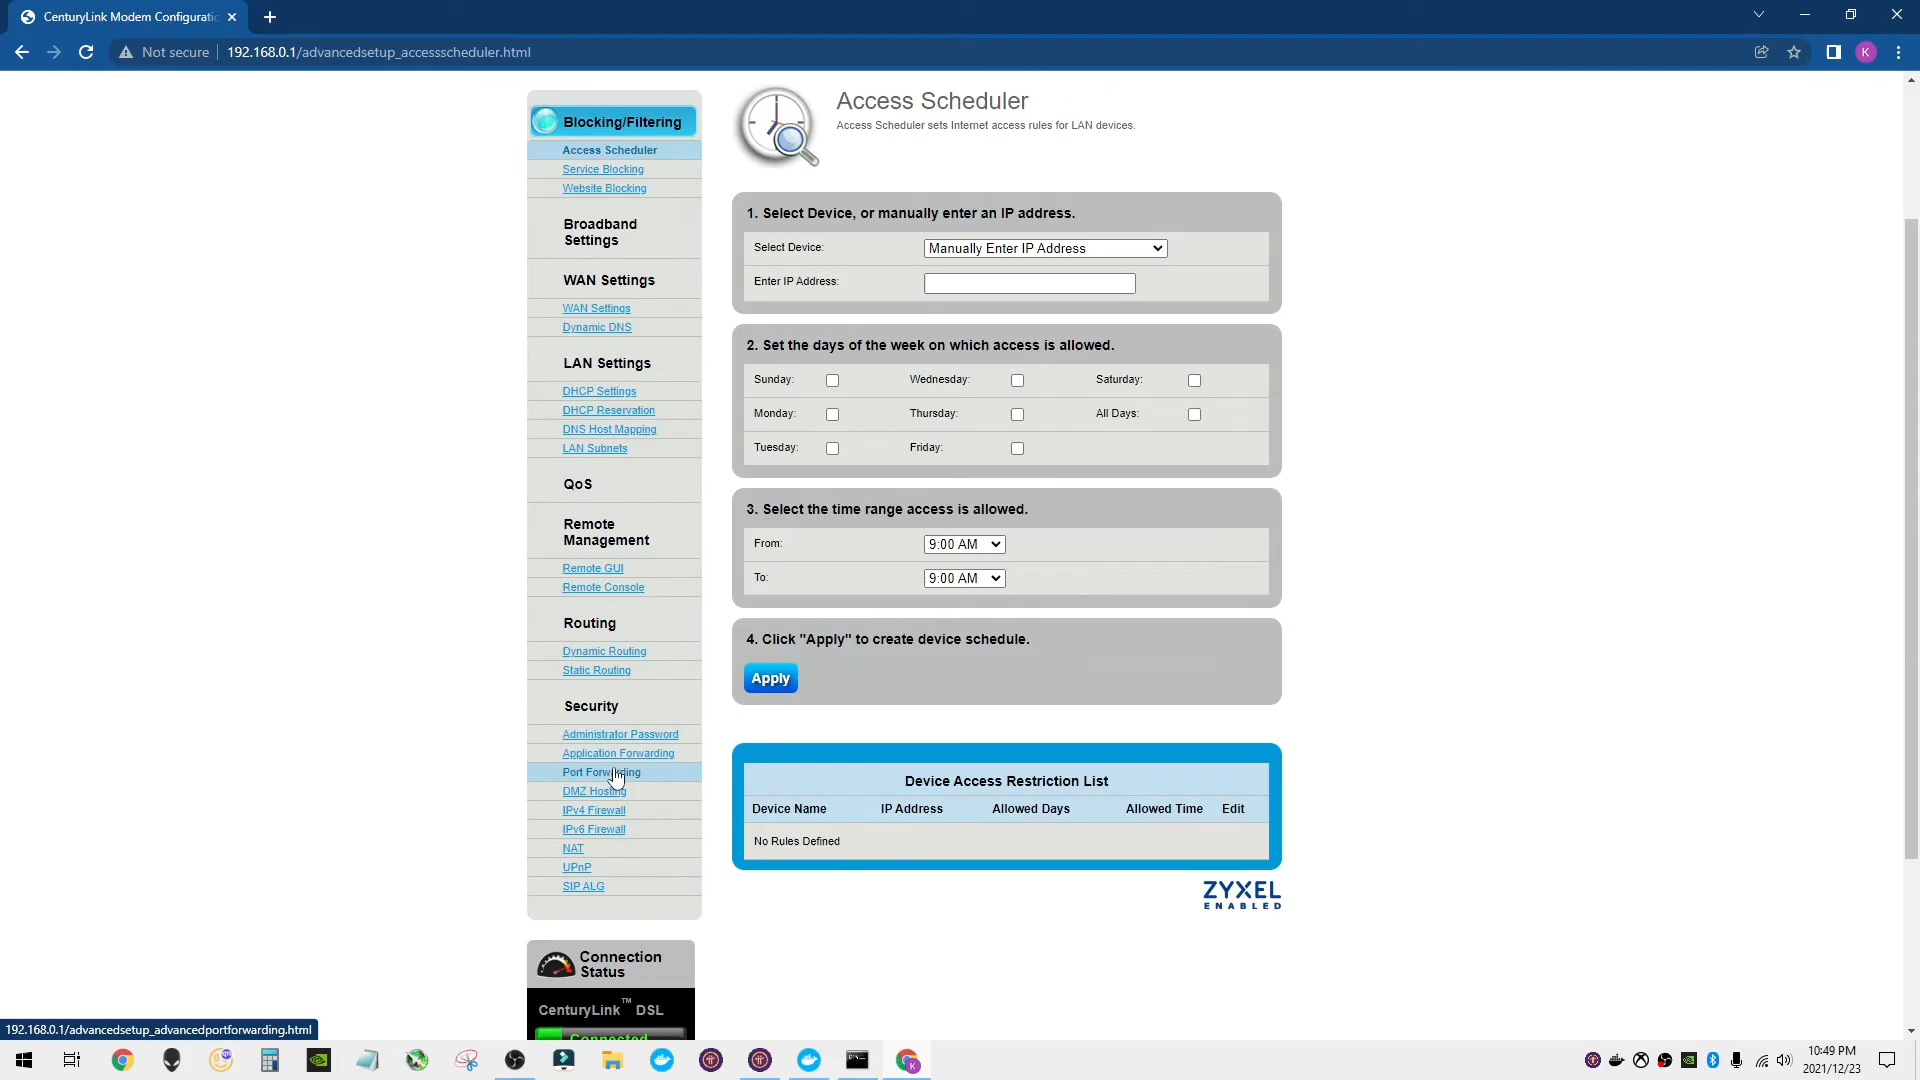 CenturyLink Modem Configuratio
Not secure
192.168.0.1/advancedsetup_accessscheduler.html
K
Blocking/Filtering
Access Scheduler
Service Blocking
Website Blocking
Broadband
Settings
WAN Settings
WAN Settings
Dynamic DNS
LAN Settings
DHCP Settings
DHCP Reservation
DNS Host Mapping
LAN Subnets
QoS
Remote
Management
Remote GUI
Remote Console
Routing
Dynamic Routing
Static Routing
Security
Administrator Password
Application Forwarding
Port Forwarding
DMZ Hosting
IPv4 Firewall
IPv6 Firewall
NAT
UPnP
SIP ALG
Connection
Status
CenturyLink™ DSL
Connected
Access Scheduler
Access Scheduler sets Internet access rules for LAN devices.
1. Select Device, or manually enter an IP address.
Select Device: Manually Enter IP Address
Enter IP Address:
2. Set the days of the week on which access is allowed.
Sunday: Wednesday: Saturday:
Monday: Thursday: All Days:
Tuesday: Friday:
3. Select the time range access is allowed.
From: 9:00 AM
To: 9:00 AM
4. Click "Apply" to create device schedule.
Apply
Device Access Restriction List
Device Name IP Address Allowed Days Allowed Time Edit
No Rules Defined
ZYXEL
ENABLED
192.168.0.1/advancedsetup_advancedportforwarding.html
10:49 PM
2021/12/23